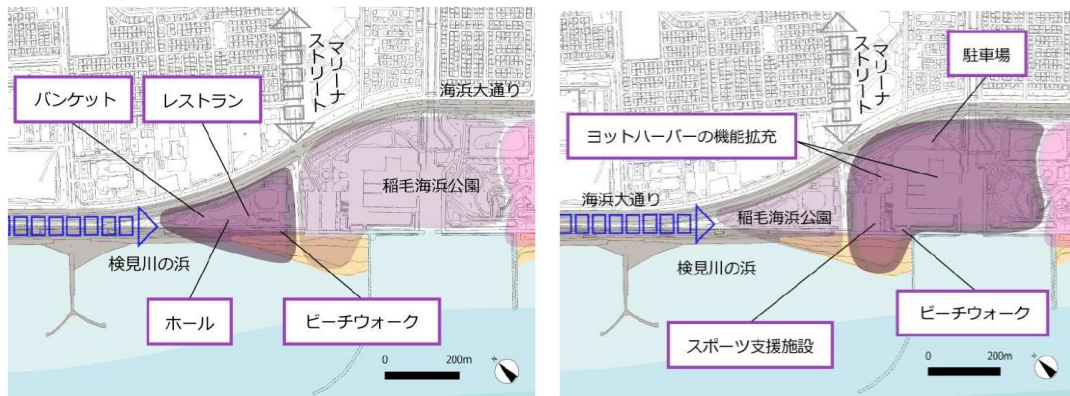 バンケット
レストラン
マリーナ
ストリート
海浜大通り
稲毛海浜公園
検見川の浜
ホール
ビーチウォーク
0
200m
駐車場
マリーナ
ストリート
ヨットハーバーの機能拡充
海浜大通り
稲毛海浜公園
検見川の浜
ビーチウォーク
スポーツ支援施設
0
200m